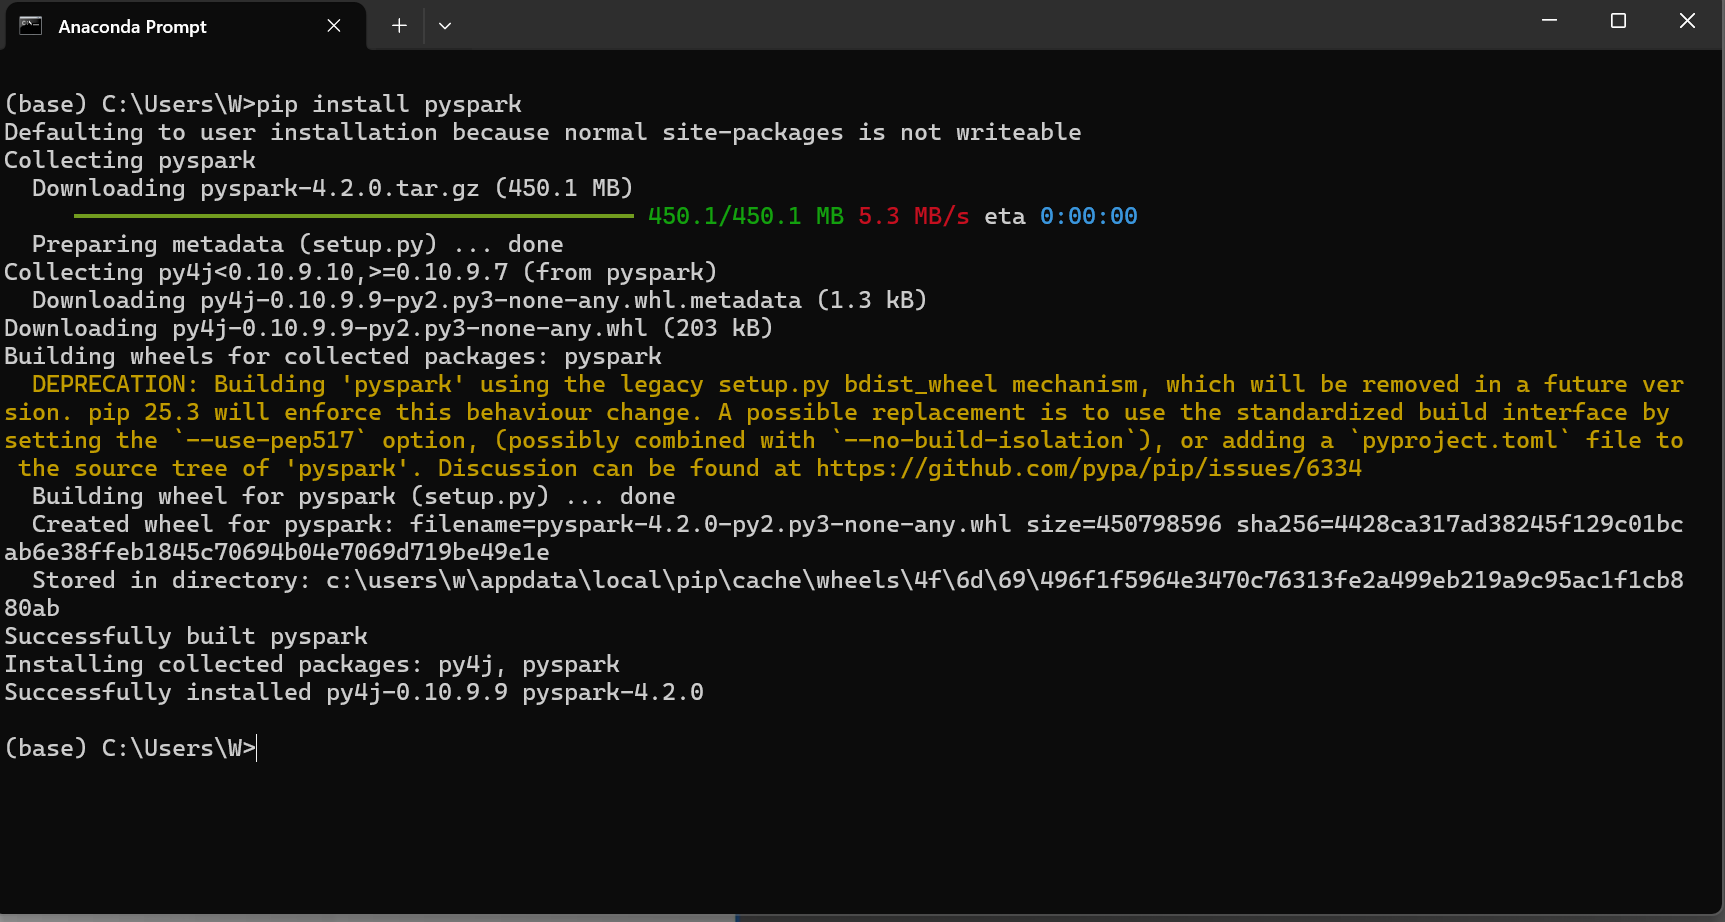 Anaconda Prompt
(base) C:\Users\W>pip install pyspark
Defaulting to user installation because normal site-packages is not writeable
Collecting pyspark
  Downloading pyspark-4.2.0.tar.gz (450.1 MB)
450.1/450.1 MB 5.3 MB/s eta 0:00:00
  Preparing metadata (setup.py) ... done
Collecting py4j<0.10.9.10,>=0.10.9.7 (from pyspark)
  Downloading py4j-0.10.9.9-py2.py3-none-any.whl.metadata (1.3 kB)
Downloading py4j-0.10.9.9-py2.py3-none-any.whl (203 kB)
Building wheels for collected packages: pyspark
  DEPRECATION: Building 'pyspark' using the legacy setup.py bdist_wheel mechanism, which will be removed in a future ver
sion. pip 25.3 will enforce this behaviour change. A possible replacement is to use the standardized build interface by
setting the `--use-pep517` option, (possibly combined with `--no-build-isolation`), or adding a `pyproject.toml` file to
 the source tree of 'pyspark'. Discussion can be found at https://github.com/pypa/pip/issues/6334
  Building wheel for pyspark (setup.py) ... done
  Created wheel for pyspark: filename=pyspark-4.2.0-py2.py3-none-any.whl size=450798596 sha256=4428ca317ad38245f129c01bc
ab6e38ffeb1845c70694b04e7069d719be49e1e
  Stored in directory: c:\users\w\appdata\local\pip\cache\wheels\4f\6d\69\496f1f5964e3470c76313fe2a499eb219a9c95ac1f1cb8
80ab
Successfully built pyspark
Installing collected packages: py4j, pyspark
Successfully installed py4j-0.10.9.9 pyspark-4.2.0
(base) C:\Users\W>